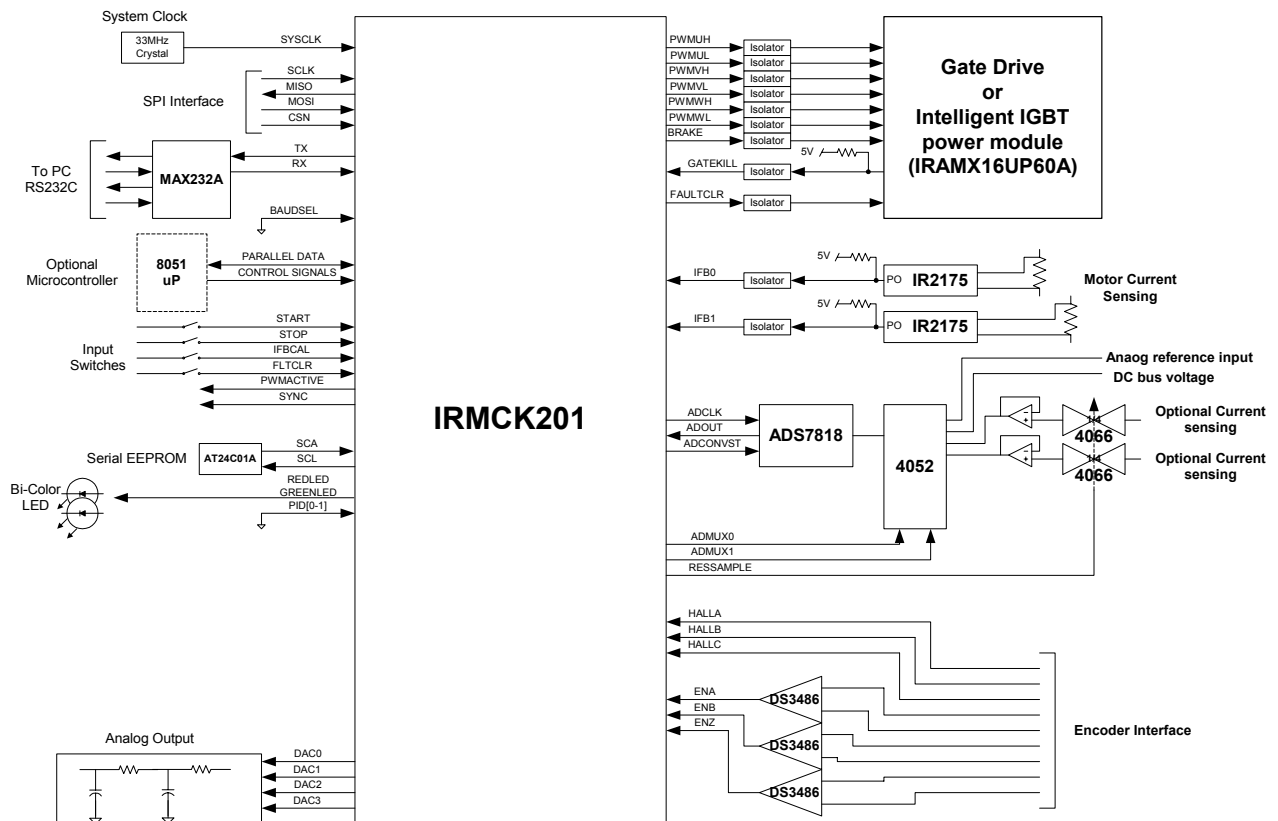 System Clock
33MHz
Crystal
SYSCLK
SPI Interface
SCLK
MISO
MOSI
CSN
To PC
RS232C
MAX232A
TX
RX
BAUDSEL
Optional
Microcontroller
8051
uP
PARALLEL DATA
CONTROL SIGNALS
Input
Switches
START
STOP
IFBCAL
FLTCLR
PWMACTIVE
SYNC
Serial EEPROM
AT24C01A
SCA
SCL
Bi-Color
LED
REDLED
GREENLED
PID[0-1]
Analog Output
DAC0
DAC1
DAC2
DAC3
IRMCK201
PWMUH
Isolator
PWMUL
Isolator
PWMVH
Isolator
PWMVL
Isolator
PWMWH
Isolator
PWMWL
Isolator
BRAKE
Isolator
5V
GATEKILL
Isolator
FAULTCLR
Isolator
Gate Drive
or
Intelligent IGBT
power module
(IRAMX16UP60A)
5V
IFB0
Isolator
PO IR2175
5V
IFB1
Isolator
PO IR2175
Motor Current
Sensing
Anaog reference input
DC bus voltage
ADCLK
ADOUT
ADCONVST
ADS7818
4052
-
+
1/4
4066
Optional Current
sensing
-
+
1/4
4066
Optional Current
sensing
ADMUX0
ADMUX1
RESSAMPLE
HALLA
HALLB
HALLC
ENA
ENB
ENZ
DS3486
DS3486
DS3486
Encoder Interface